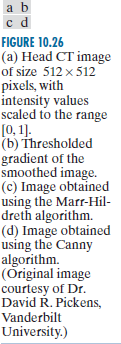 a b
c d
FIGURE 10.26
(a) Head CT image
of size 512 × 512
pixels, with
intensity values
scaled to the range
[0, 1].
(b) Thresholded
gradient of the
smoothed image.
(c) Image obtained
using the Marr-Hil-
dreth algorithm.
(d) Image obtained
using the Canny
algorithm.
(Original image
courtesy of Dr.
David R. Pickens,
Vanderbilt
University.)